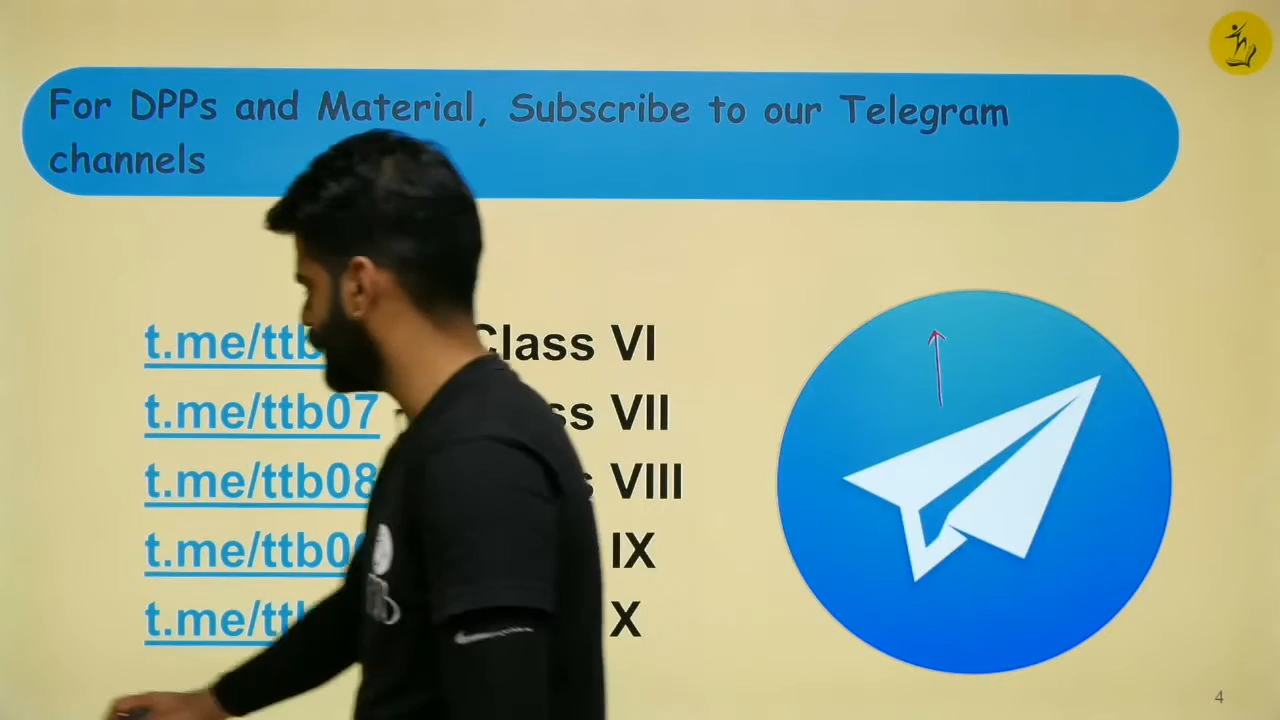 For DPPs and Material, Subscribe to our Telegram
channels
t.me/ttb Class VI
t.me/ttb07 - ss VII
t.me/ttb08 s VIII
t.me/ttb0 IX
t.me/tt X
4